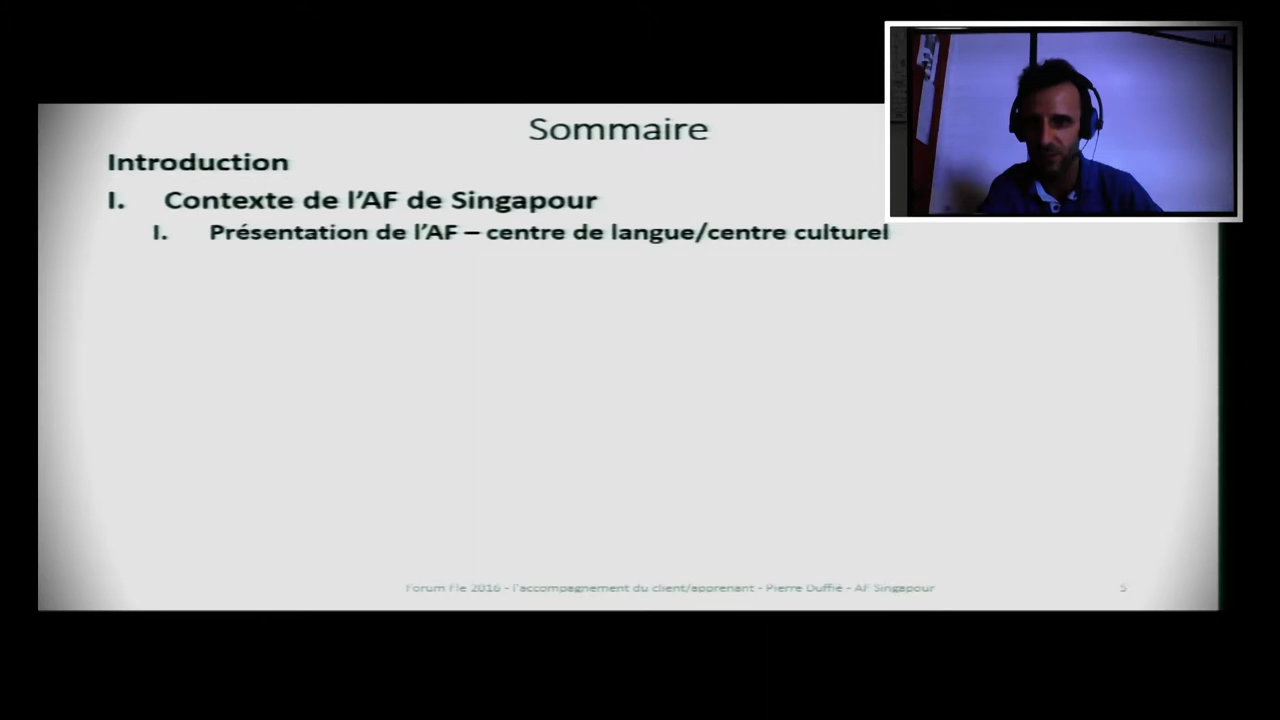 Sommaire
Introduction
I. Contexte de l'AF de Singapour
I. Présentation de l'AF – centre de langue/centre culturel
Forum Fle 2016 - l'accompagnement du client/apprenant - Pierre Duffié - AF Singapour 5